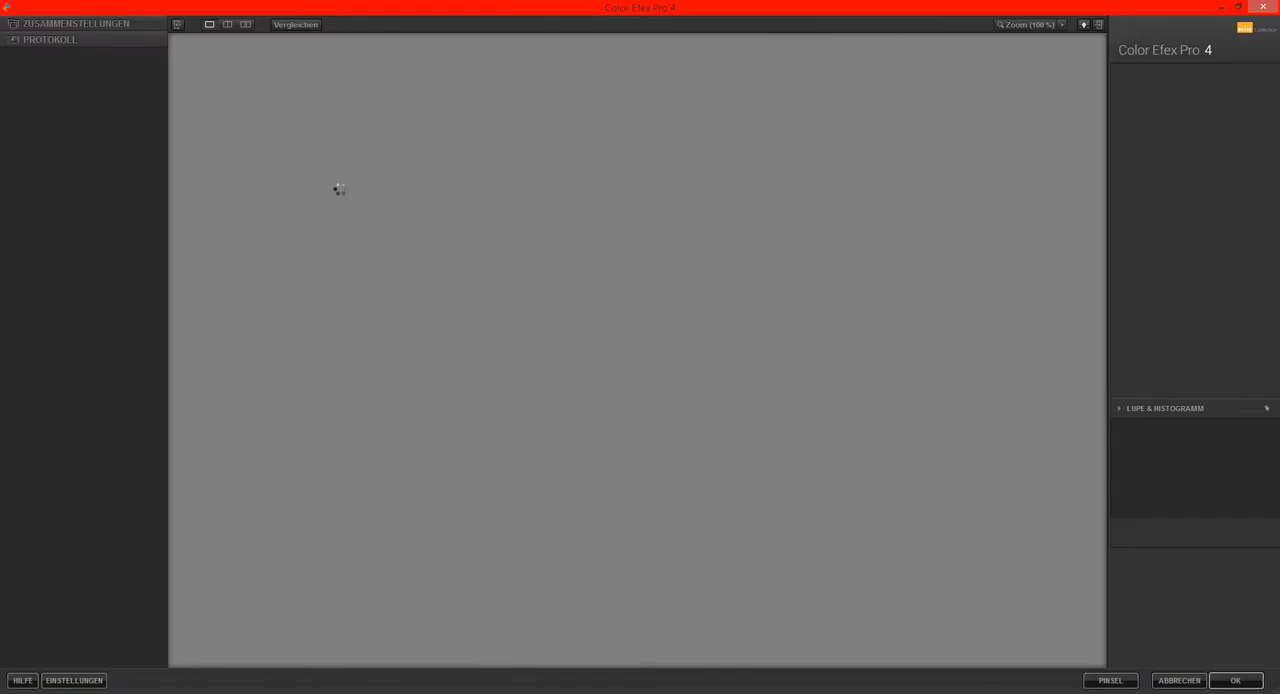 Color Efex Pro 4
ZUSAMMENSTELLUNGEN
PROTOKOLL
Vergleichen
Zoom (100 %)
Collection
Color Efex Pro 4
LUPE & HISTOGRAMM
HILFE
EINSTELLUNGEN
PINSEL
ABBRECHEN
OK